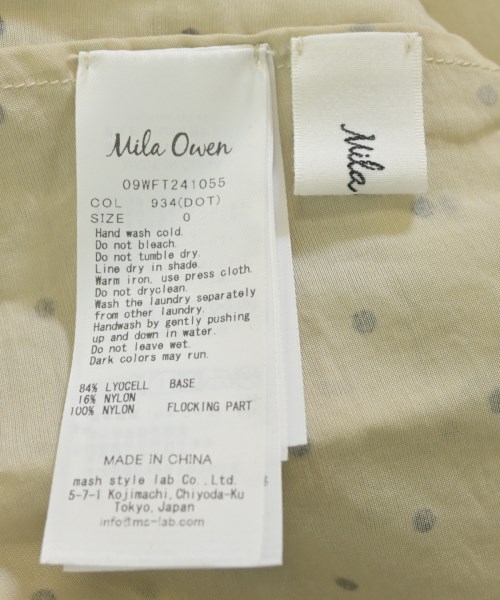 Mila Owen
09WFT241055
COL 934(DOT)
SIZE 0
Hand wash cold.
Do not bleach.
Do not tumble dry.
Line dry in shade.
Warm iron, use press cloth.
Do not dryclean.
Wash the laundry separately
from other laundry.
Handwash by gently pushing
up and down in water.
Do not leave wet.
Dark colors may run.
84% LYOCELL BASE
16% NYLON
100% NYLON FLOCKING PART
MADE IN CHINA
mash style lab Co., Ltd.
5-7-1 Kojimachi, Chiyoda-Ku
Tokyo, Japan
info@ms-lab.com
Mila